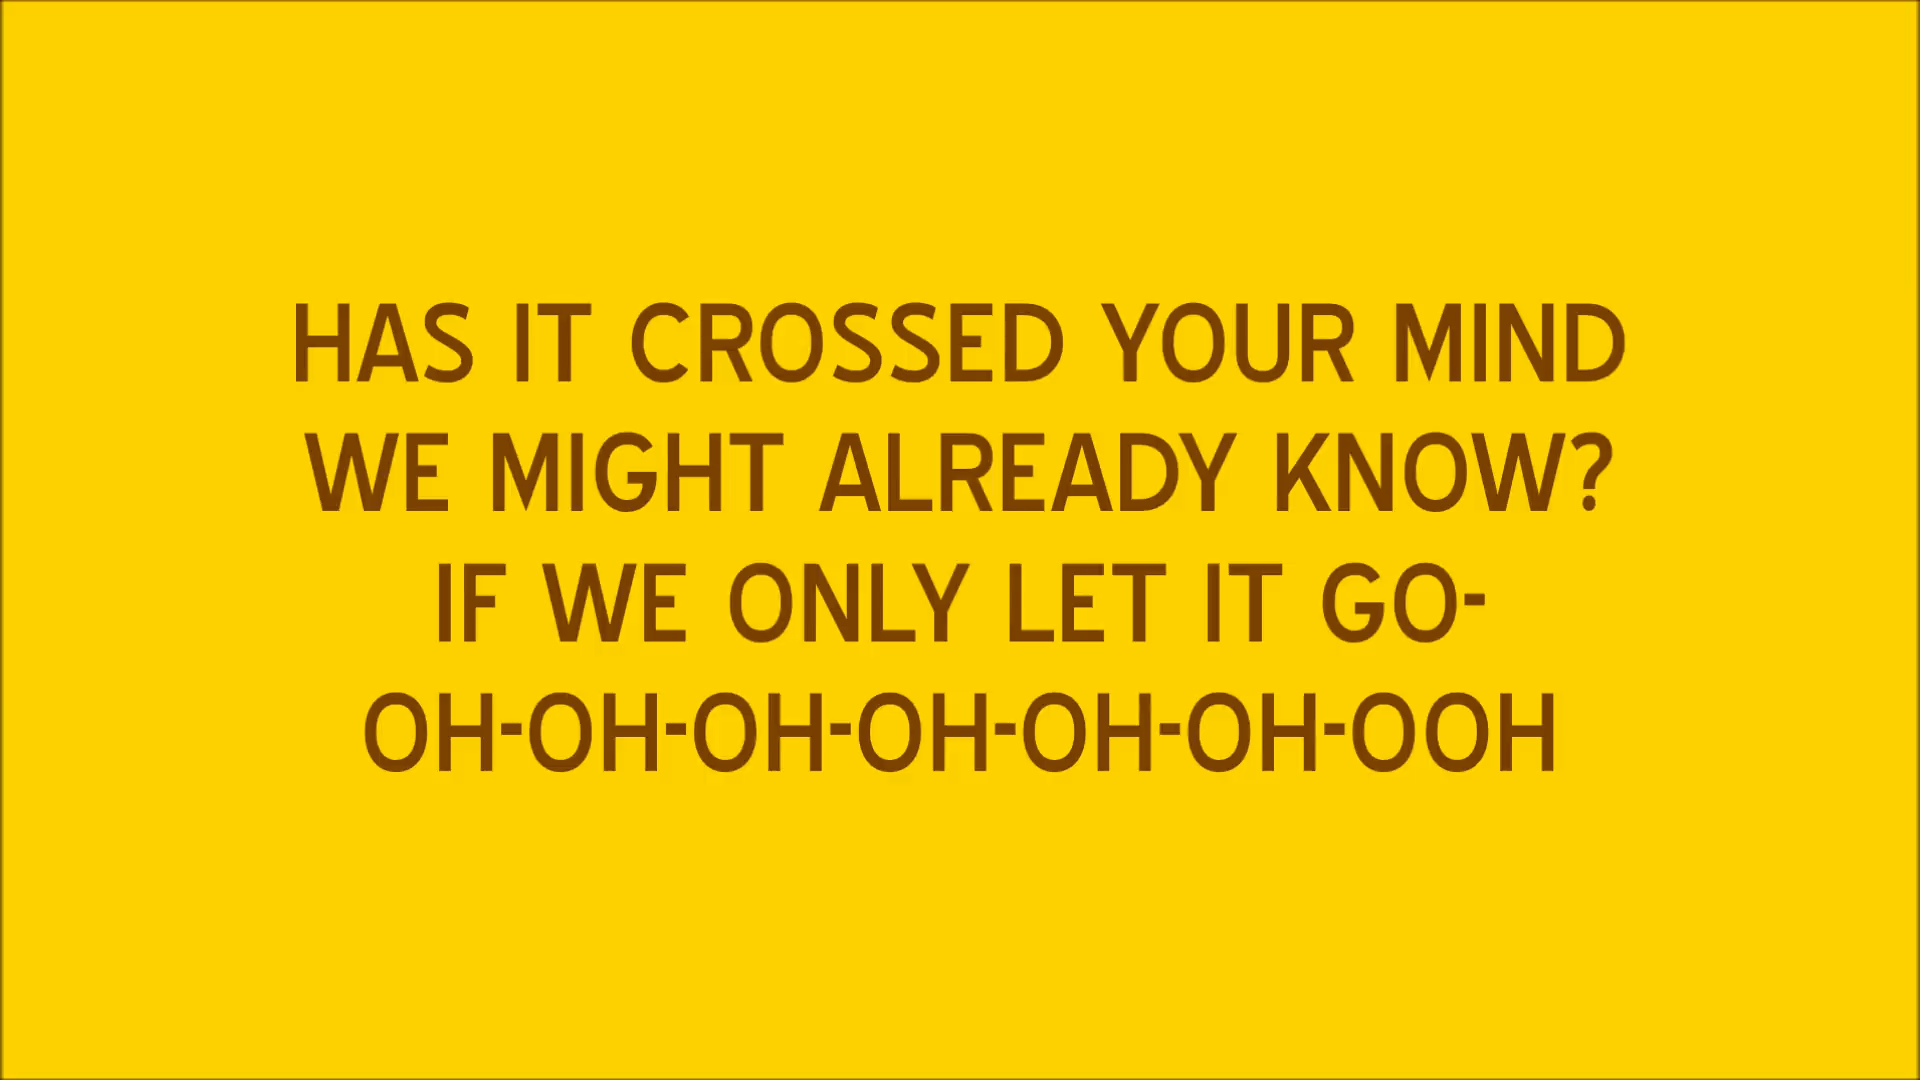 HAS IT CROSSED YOUR MIND
WE MIGHT ALREADY KNOW?
IF WE ONLY LET IT GO-
OH-OH-OH-OH-OH-OH-OOH